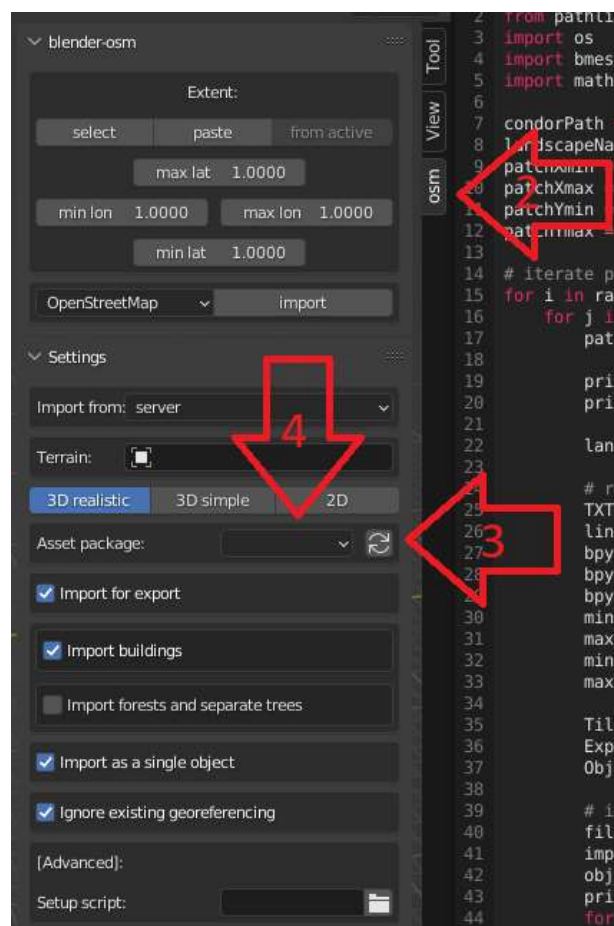 blender-osm
Extent:
select paste from active
max lat 1.0000
min lon 1.0000 max lon 1.0000
min lat 1.0000
OpenStreetMap import
Settings
Import from: server
Terrain:
3D realistic 3D simple 2D
Asset package:
Import for export
Import buildings
Import forests and separate trees
Import as a single object
Ignore existing georeferencing
[Advanced]:
Setup script:
Tool
View
osm
2
3
4
2 from pathli
3 import os
4 import bmes
5 import math
6
7 condorPath
8 landscapeNa
9 patchXmin
10 patchXmax
11 patchYmin
12 patchYmax =
13
14 # iterate p
15 for i in ra
16 for j i
17 pat
18
19 pri
20 pri
21
22 lan
23
24 # r
25 TXT
26 lin
27 bpy
28 bpy
29 bpy
30 min
31 max
32 min
33 max
34
35 Til
36 Exp
37 Obj
38
39 # i
40 fil
41 imp
42 obj
43 pri
44 for